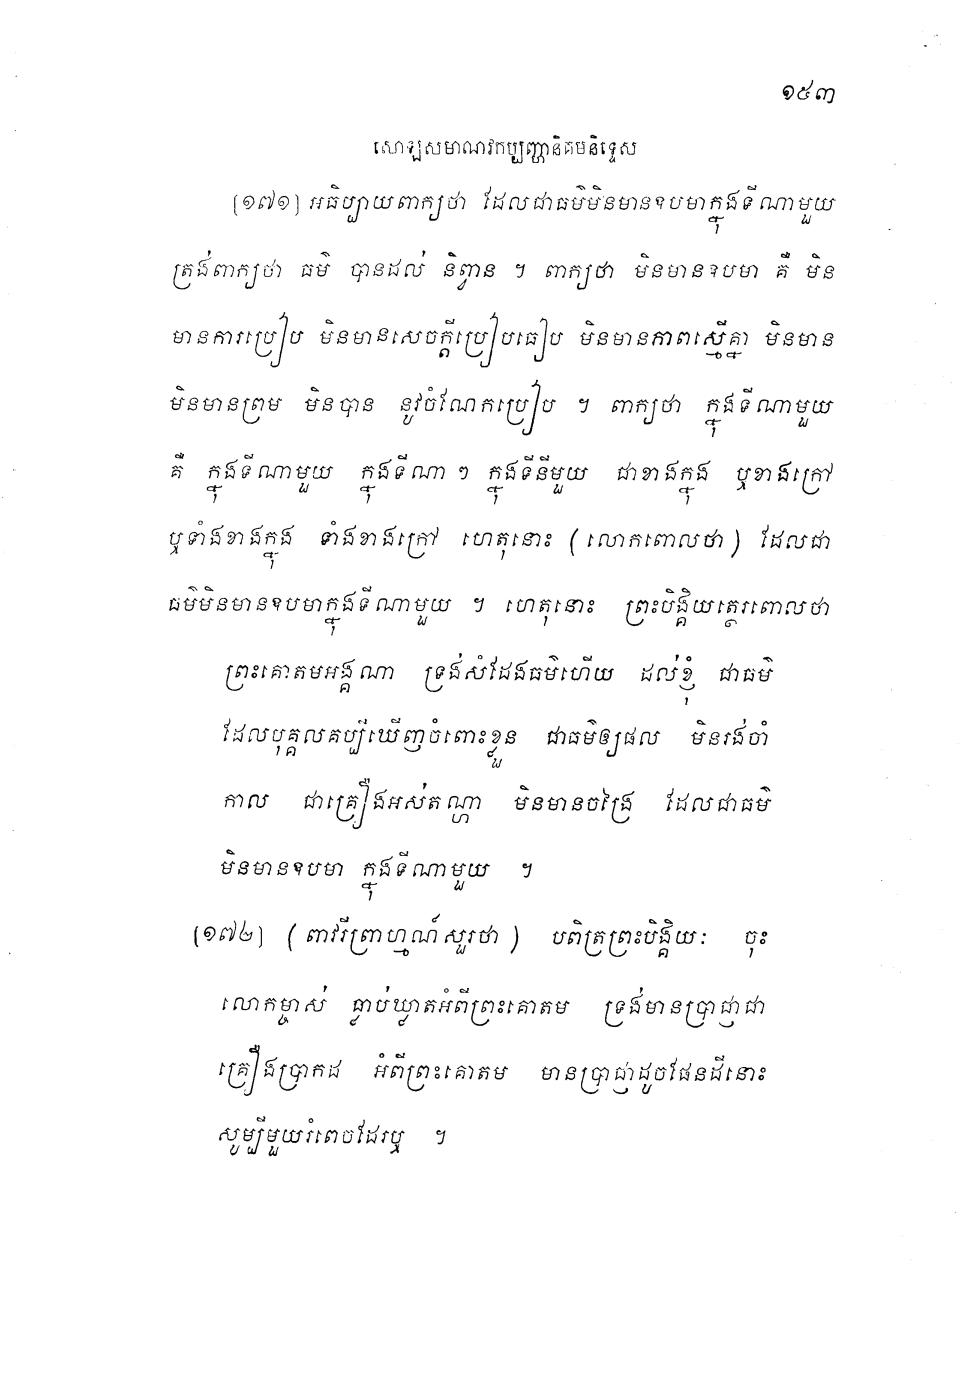 ១៥៣
សោឡសមាណវកប្បញ្ហានិគមនិទ្ទេស
[១៧១] អធិប្បាយពាក្យថា ដែលជាធម៌មិនមានឧបមាក្នុងទីណាមួយ
ត្រង់ពាក្យថា ធម៌ បានដល់ និព្វាន ។ ពាក្យថា មិនមានឧបមា គឺ មិន
មានការប្រៀប មិនមានសេចក្តីប្រៀបធៀប មិនមានភាពស្មើគ្នា មិនមាន
មិនមានព្រម មិនបាន នូវចំណែកប្រៀប ។ ពាក្យថា ក្នុងទីណាមួយ
គឺ ក្នុងទីណាមួយ ក្នុងទីណា ៗ ក្នុងទីនីមួយ ជាខាងក្នុង ឬខាងក្រៅ
ឬទាំងខាងក្នុង ទាំងខាងក្រៅ ហេតុនោះ (លោកពោលថា) ដែលជា
ធម៌មិនមានឧបមាក្នុងទីណាមួយ ។ ហេតុនោះ ព្រះបិង្គិយត្ថេរពោលថា
ព្រះគោតមអង្គណា ទ្រង់សំដែងធម៌ហើយ ដល់ខ្ញុំ ជាធម៌
ដែលបុគ្គលគប្បីឃើញចំពោះខ្លួន ជាធម៌ឲ្យផល មិនរង់ចាំ
កាល ជាគ្រឿងអស់តណ្ហា មិនមានចង្រៃ ដែលជាធម៌
មិនមានឧបមា ក្នុងទីណាមួយ ។
[១៧២] (ពាវរីព្រាហ្មណ៍សួរថា) បពិត្រព្រះបិង្គិយៈ ចុះ
លោកម្ចាស់ ធ្លាប់ឃ្លាតអំពីព្រះគោតម ទ្រង់មានប្រាជ្ញាជា
គ្រឿងប្រាកដ អំពីព្រះគោតម មានប្រាជ្ញាដូចផែនដីនោះ
សូម្បីមួយរំពេចដែរឬ ។